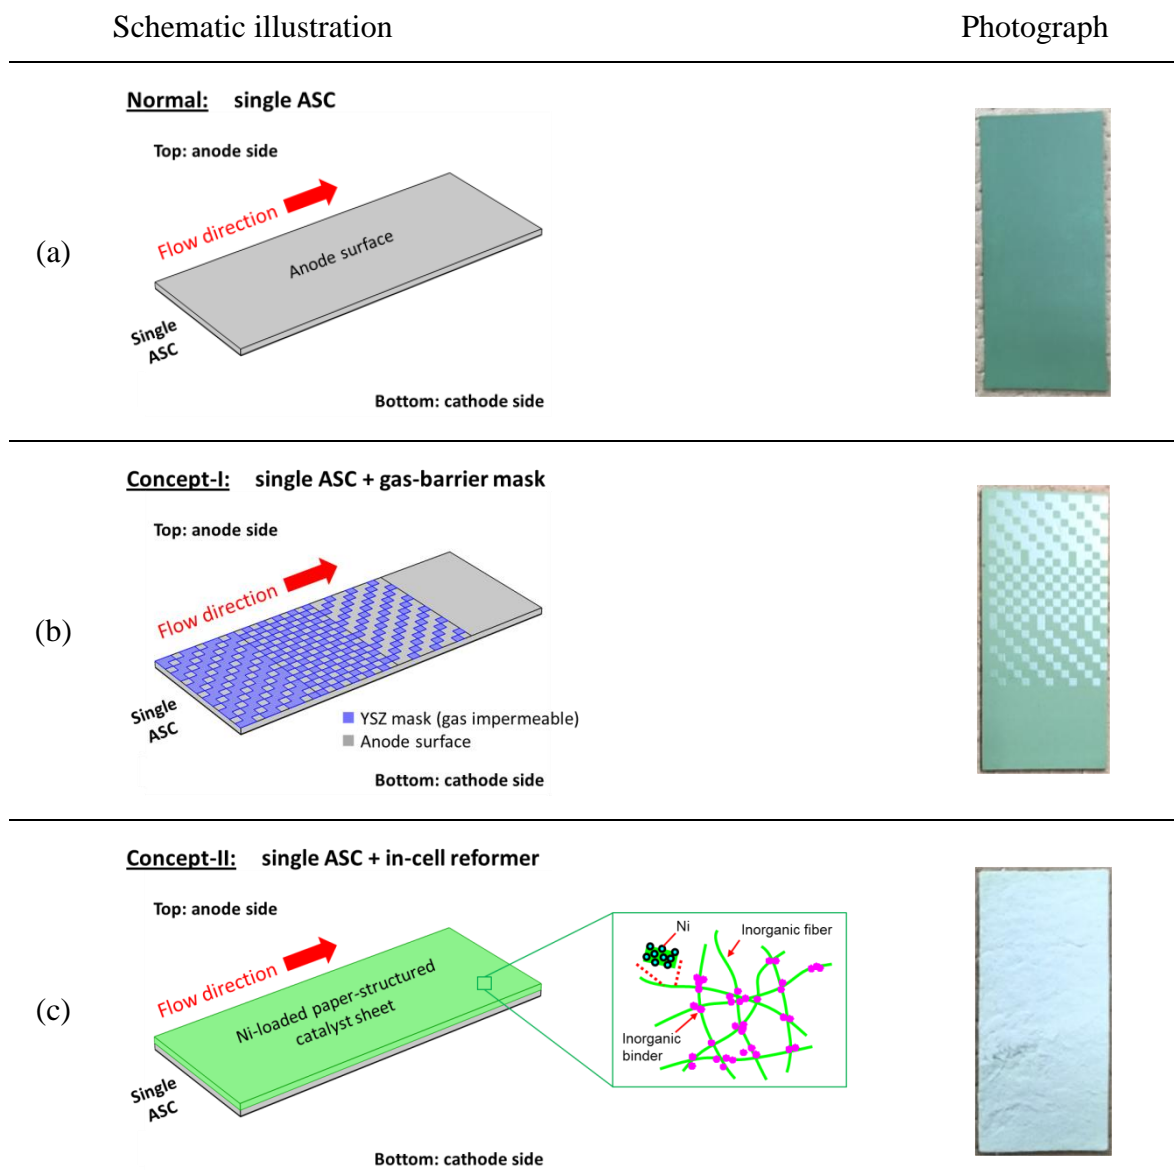 Schematic illustration
Photograph
(a)
Normal: single ASC
Top: anode side
Flow direction
Anode surface
Single
ASC
Bottom: cathode side
(b)
Concept-I: single ASC + gas-barrier mask
Top: anode side
Flow direction
Single
ASC
YSZ mask (gas impermeable)
Anode surface
Bottom: cathode side
(c)
Concept-II: single ASC + in-cell reformer
Top: anode side
Flow direction
Ni-loaded paper-structured
catalyst sheet
Single
ASC
Ni
Inorganic fiber
Inorganic
binder
Bottom: cathode side